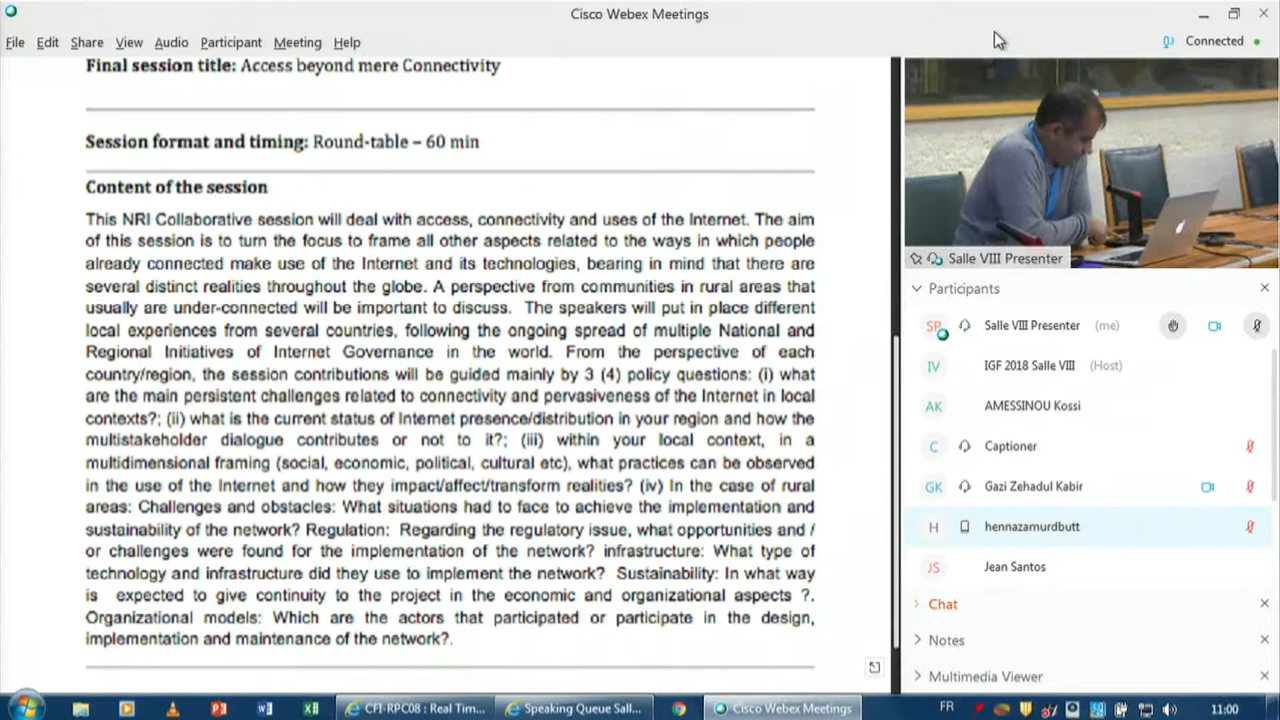 Cisco Webex Meetings
File Edit Share View Audio Participant Meeting Help
Connected
Final session title: Access beyond mere Connectivity
Session format and timing: Round-table – 60 min
Content of the session
This NRI Collaborative session will deal with access, connectivity and uses of the Internet. The aim
of this session is to turn the focus to frame all other aspects related to the ways in which people
already connected make use of the Internet and its technologies, bearing in mind that there are
several distinct realities throughout the globe. A perspective from communities in rural areas that
usually are under-connected will be important to discuss. The speakers will put in place different
local experiences from several countries, following the ongoing spread of multiple National and
Regional Initiatives of Internet Governance in the world. From the perspective of each
country/region, the session contributions will be guided mainly by 3 (4) policy questions: (i) what
are the main persistent challenges related to connectivity and pervasiveness of the Internet in local
contexts?; (ii) what is the current status of Internet presence/distribution in your region and how the
multistakeholder dialogue contributes or not to it?; (iii) within your local context, in a
multidimensional framing (social, economic, political, cultural etc), what practices can be observed
in the use of the Internet and how they impact/affect/transform realities? (iv) In the case of rural
areas: Challenges and obstacles: What situations had to face to achieve the implementation and
sustainability of the network? Regulation: Regarding the regulatory issue, what opportunities and /
or challenges were found for the implementation of the network? infrastructure: What type of
technology and infrastructure did they use to implement the network? Sustainability: In what way
is expected to give continuity to the project in the economic and organizational aspects ?.
Organizational models: Which are the actors that participated or participate in the design,
implementation and maintenance of the network?.
Salle VIII Presenter
Participants
SP Salle VIII Presenter (me)
IV IGF 2018 Salle VIII (Host)
AK AMESSINOU Kossi
C Captioner
GK Gazi Zehadul Kabir
H hennazamurdbutt
JS Jean Santos
Chat
Notes
Multimedia Viewer
CFI-RPC08 : Real Tim... Speaking Queue Sall... Cisco Webex Meetings FR 11:00